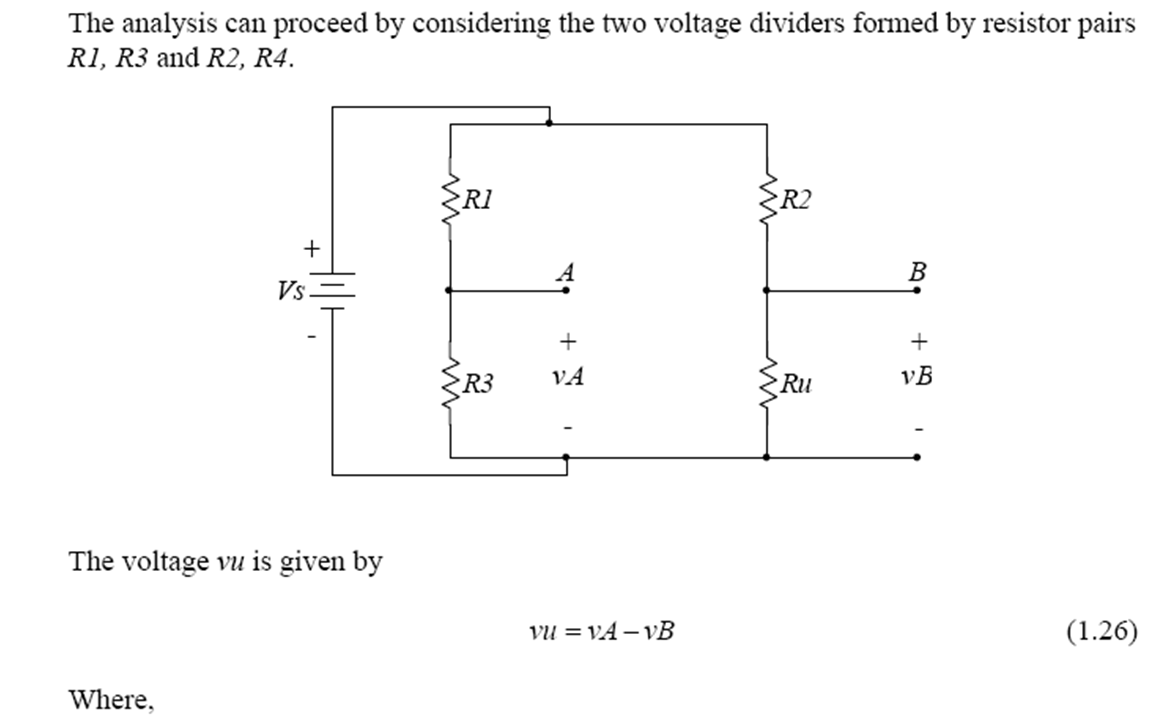 The analysis can proceed by considering the two voltage dividers formed by resistor pairs
R1, R3 and R2, R4.
R1
R2
+
A
B
Vs
-
+
+
R3
vA
Ru
vB
-
-
The voltage vu is given by
vu = vA – vB
(1.26)
Where,